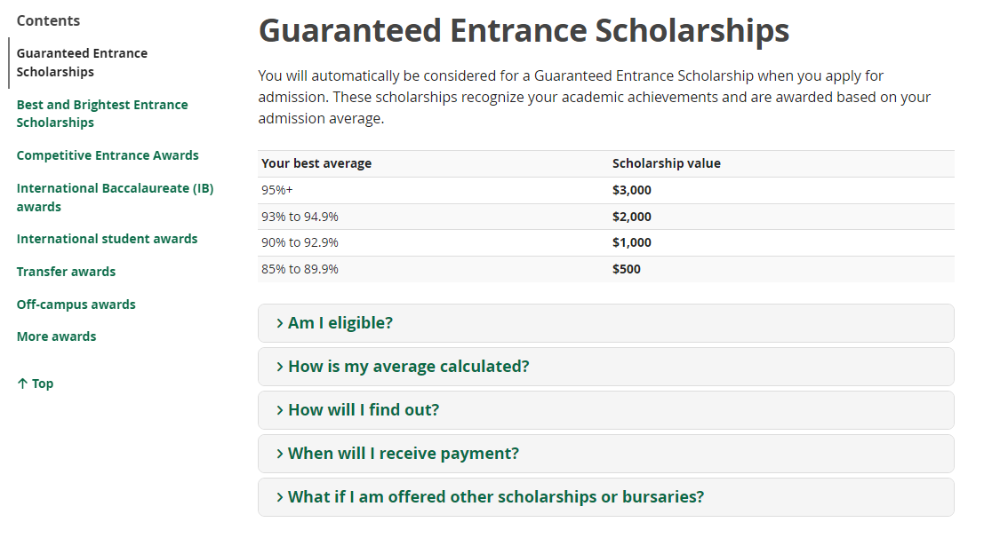 Contents
Guaranteed Entrance
Scholarships
Best and Brightest Entrance
Scholarships
Competitive Entrance Awards
International Baccalaureate (IB)
awards
International student awards
Transfer awards
Off-campus awards
More awards
↑ Top
Guaranteed Entrance Scholarships
You will automatically be considered for a Guaranteed Entrance Scholarship when you apply for
admission. These scholarships recognize your academic achievements and are awarded based on your
admission average.
Your best average Scholarship value
95%+ $3,000
93% to 94.9% $2,000
90% to 92.9% $1,000
85% to 89.9% $500
› Am I eligible?
› How is my average calculated?
› How will I find out?
› When will I receive payment?
› What if I am offered other scholarships or bursaries?